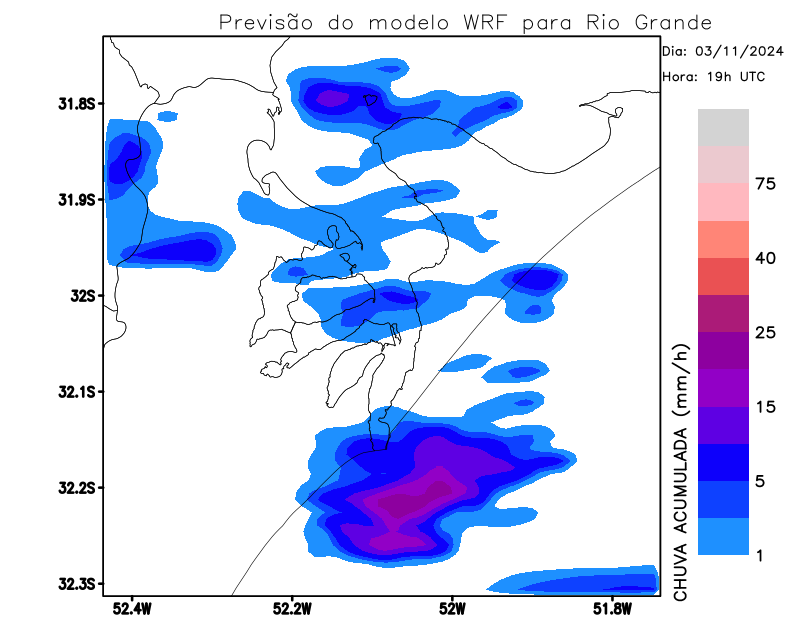 Previsão do modelo WRF para Rio Grande
Dia: 03/11/2024
Hora: 19h UTC
31.8S
31.9S
32S
32.1S
32.2S
32.3S
52.4W 52.2W 52W 51.8W
75
40
25
15
5
1
CHUVA ACUMULADA (mm/h)